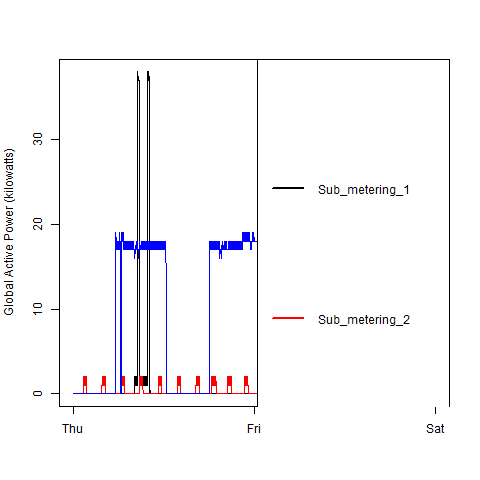 Global Active Power (kilowatts)
30
20
10
0
Sub_metering_1
Sub_metering_2
Thu
Fri
Sat